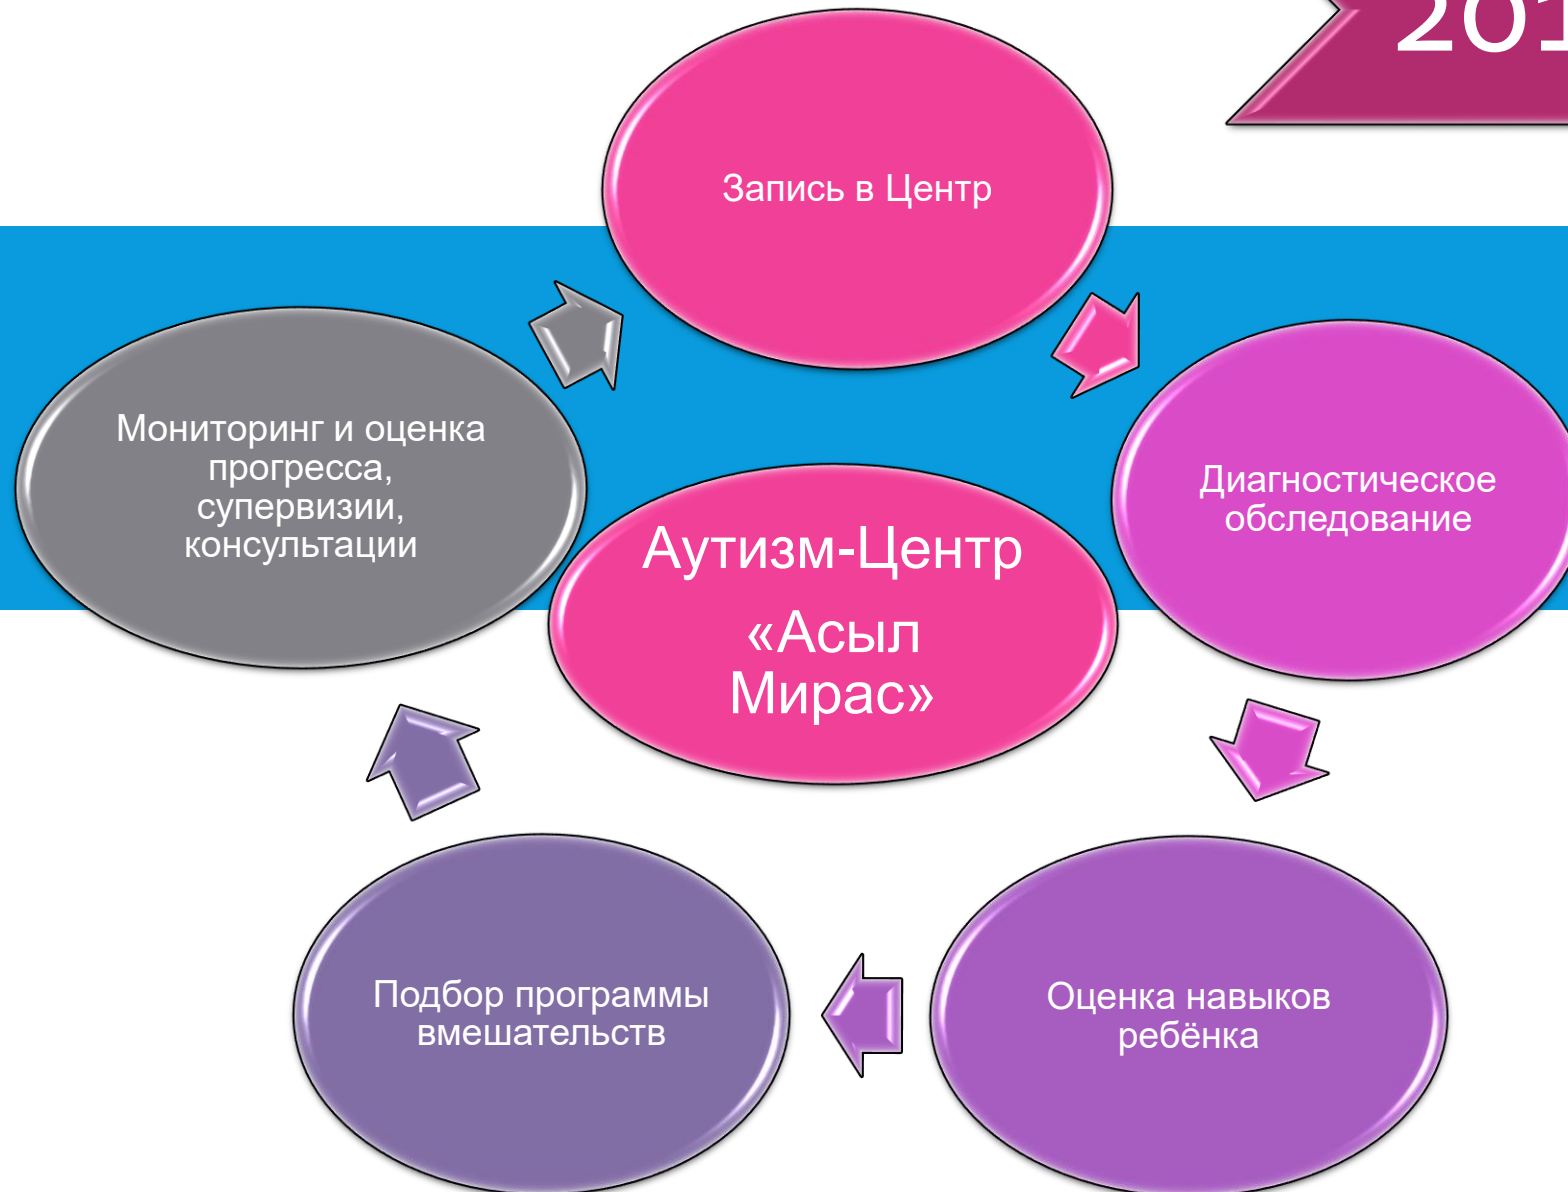 201
Запись в Центр
Диагностическое
обследование
Оценка навыков
ребёнка
Подбор программы
вмешательств
Мониторинг и оценка
прогресса,
супервизии,
консультации
Аутизм-Центр
«Асыл
Мирас»